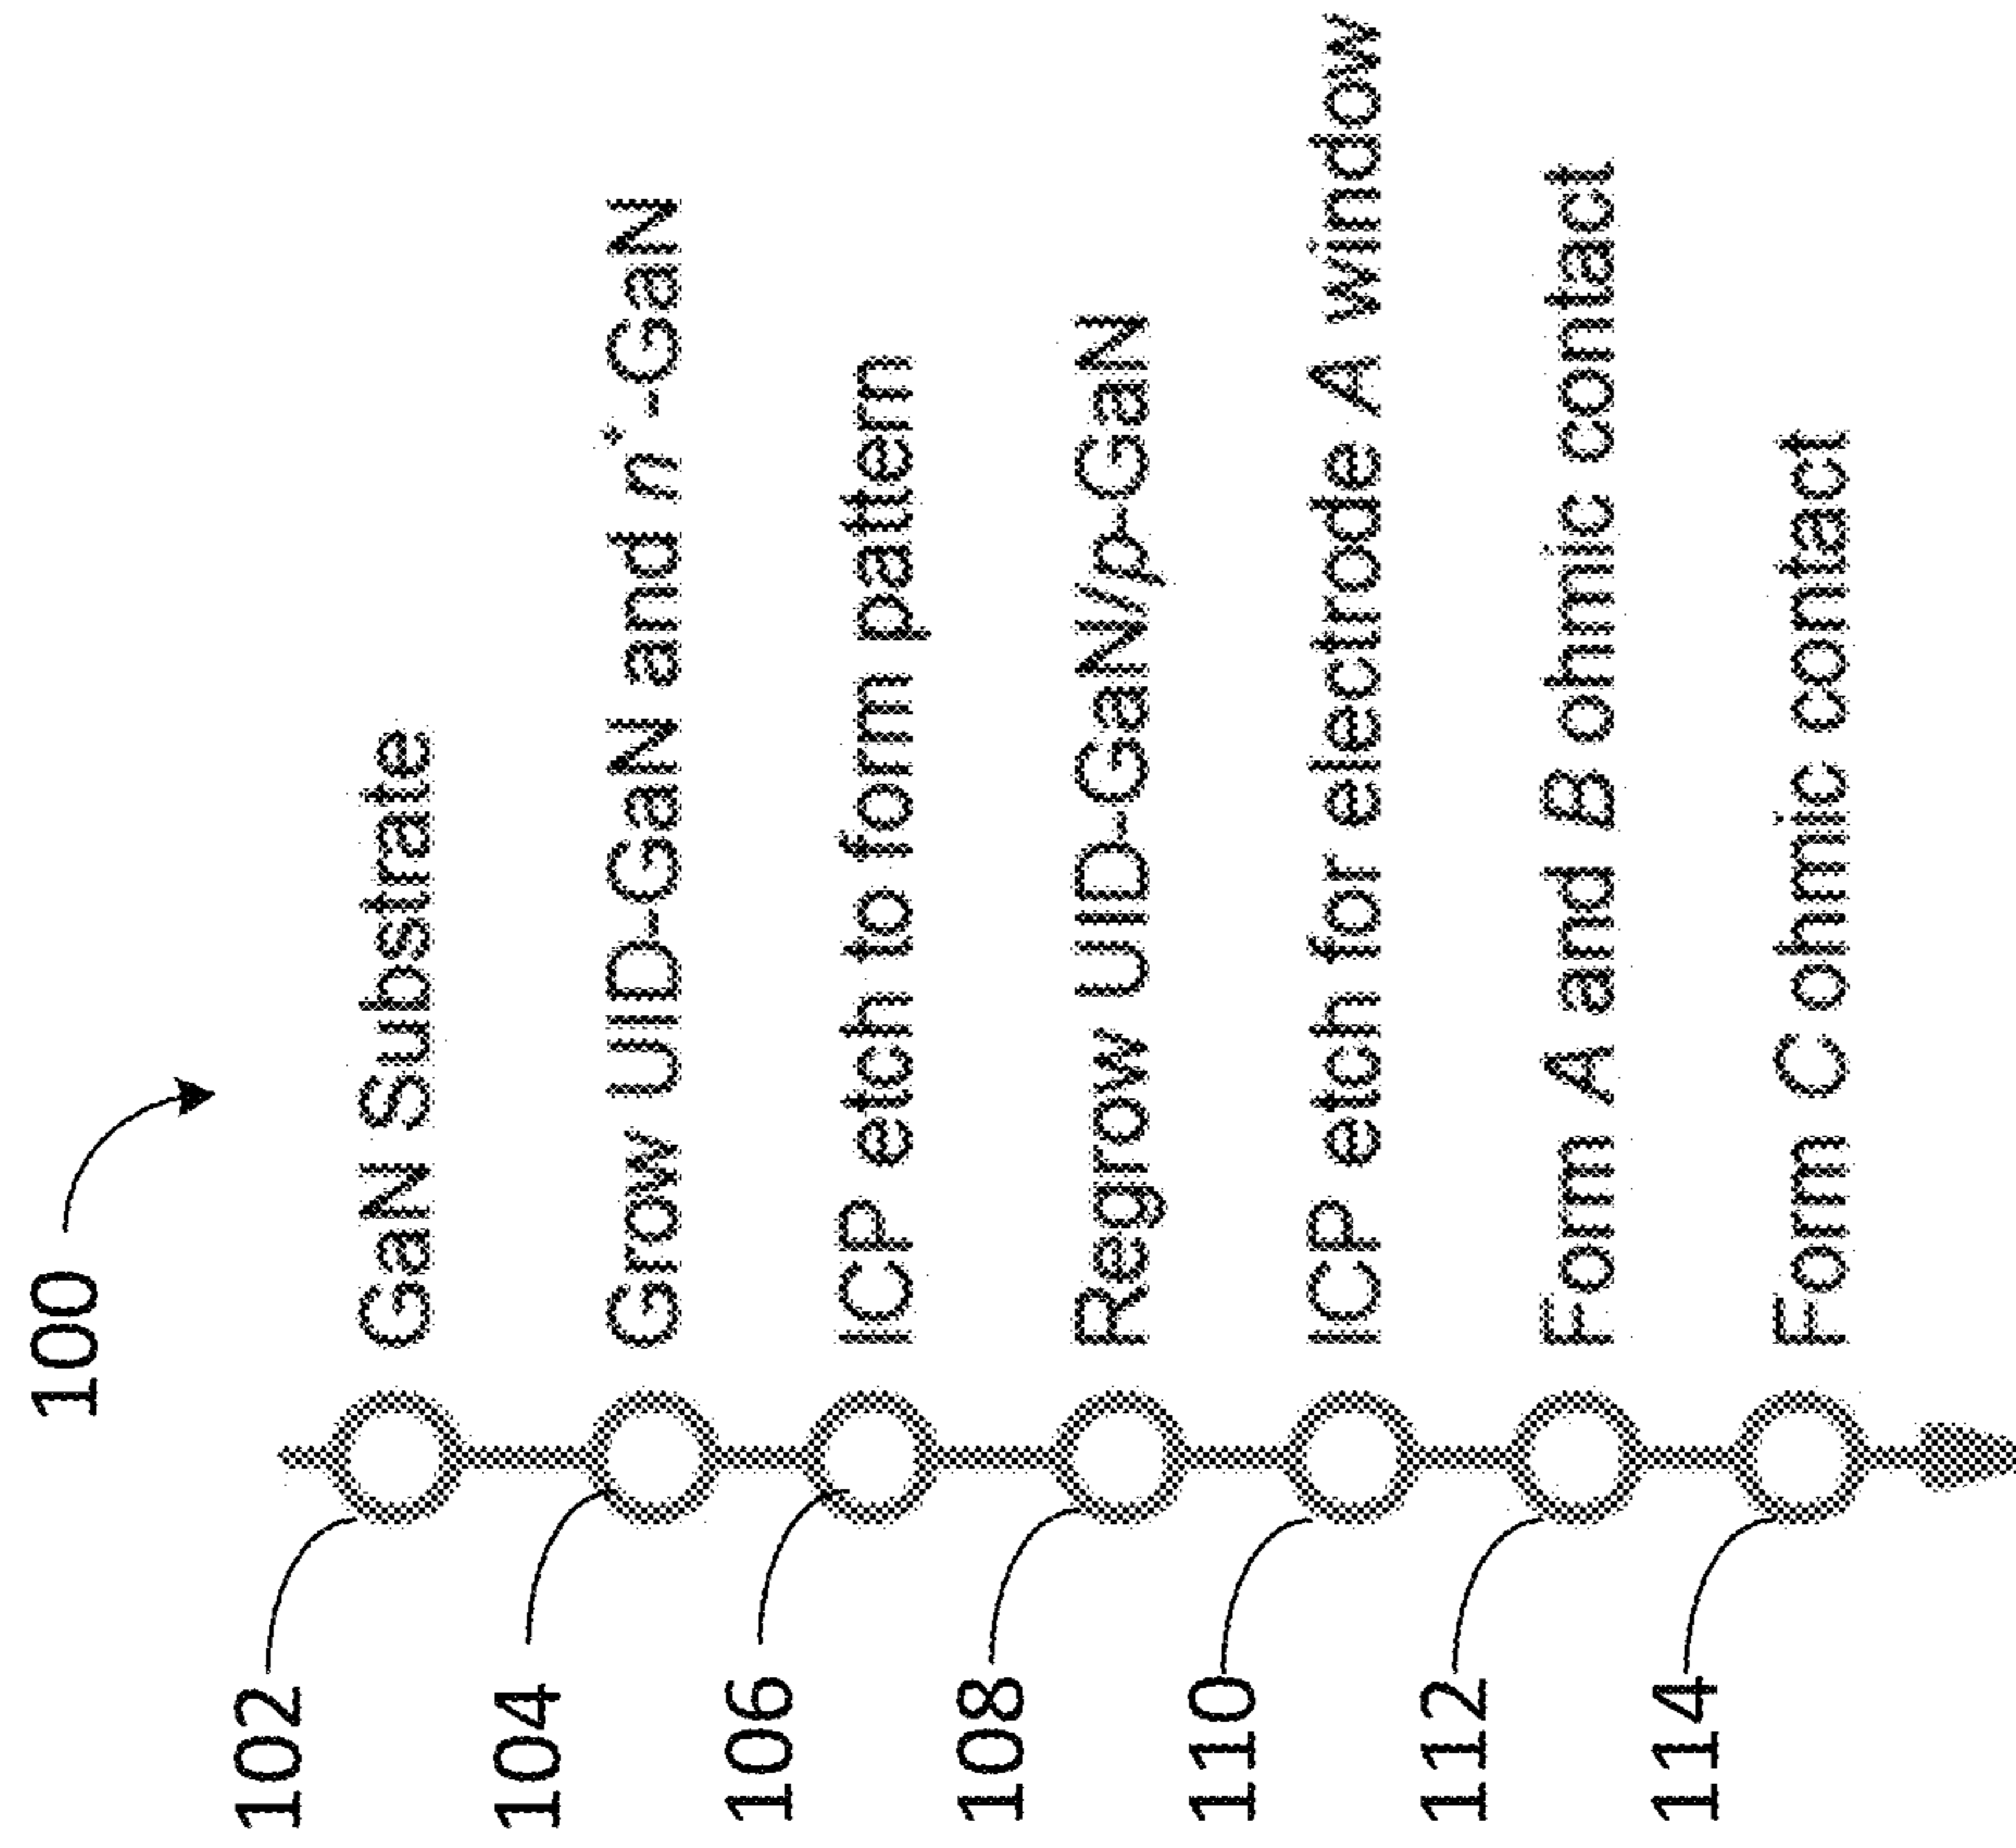 100
102 GaN Substrate
104 Grow UID-GaN and n⁺-GaN
106 ICP etch to form pattern
108 Regrow UID-GaN/p-GaN
110 ICP etch for electrode A window
112 Form A and B ohmic contact
114 Form C ohmic contact